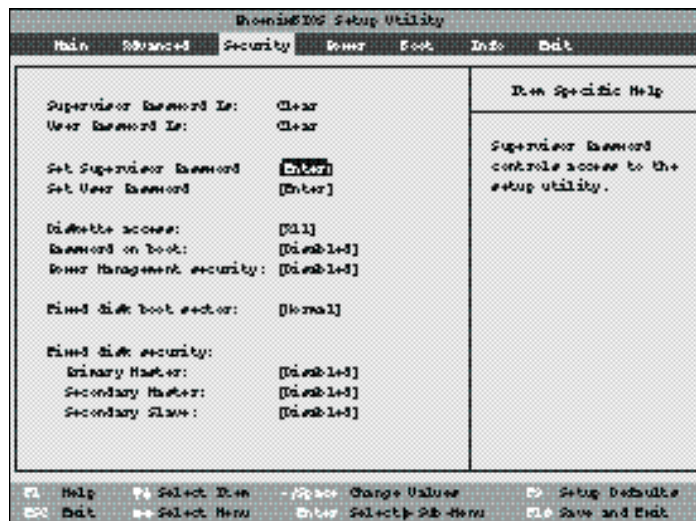 PhoenixBIOS Setup Utility
Main Advanced Security Power Boot Info Exit
Supervisor Password Is: Clear
User Password Is: Clear
Set Supervisor Password [Enter]
Set User Password [Enter]
Diskette access: [All]
Password on boot: [Disabled]
Power Management security: [Disabled]
Fixed disk boot sector: [Normal]
Fixed disk security:
Primary Master: [Disabled]
Secondary Master: [Disabled]
Secondary Slave: [Disabled]
Item Specific Help
Supervisor Password
controls access to the
setup utility.
F1 Help ↑↓ Select Item -/Space Change Values F9 Setup Defaults
ESC Exit ←→ Select Menu Enter Select ▶ Sub-Menu F10 Save and Exit